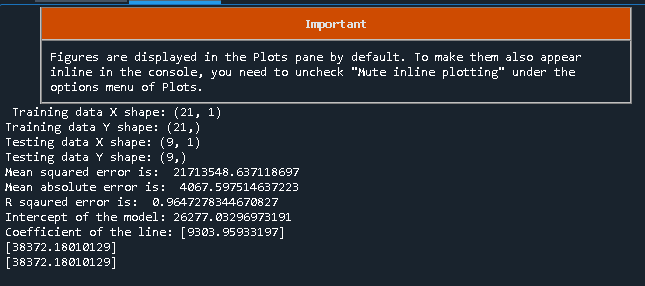 Important
Figures are displayed in the Plots pane by default. To make them also appear
inline in the console, you need to uncheck "Mute inline plotting" under the
options menu of Plots.
Training data X shape: (21, 1)
Training data Y shape: (21,)
Testing data X shape: (9, 1)
Testing data Y shape: (9,)
Mean squared error is:  21713548.637118697
Mean absolute error is:  4067.597514637223
R sqaured error is:  0.9647278344670827
Intercept of the model: 26277.03296973191
Coefficient of the line: [9303.95933197]
[38372.18010129]
[38372.18010129]